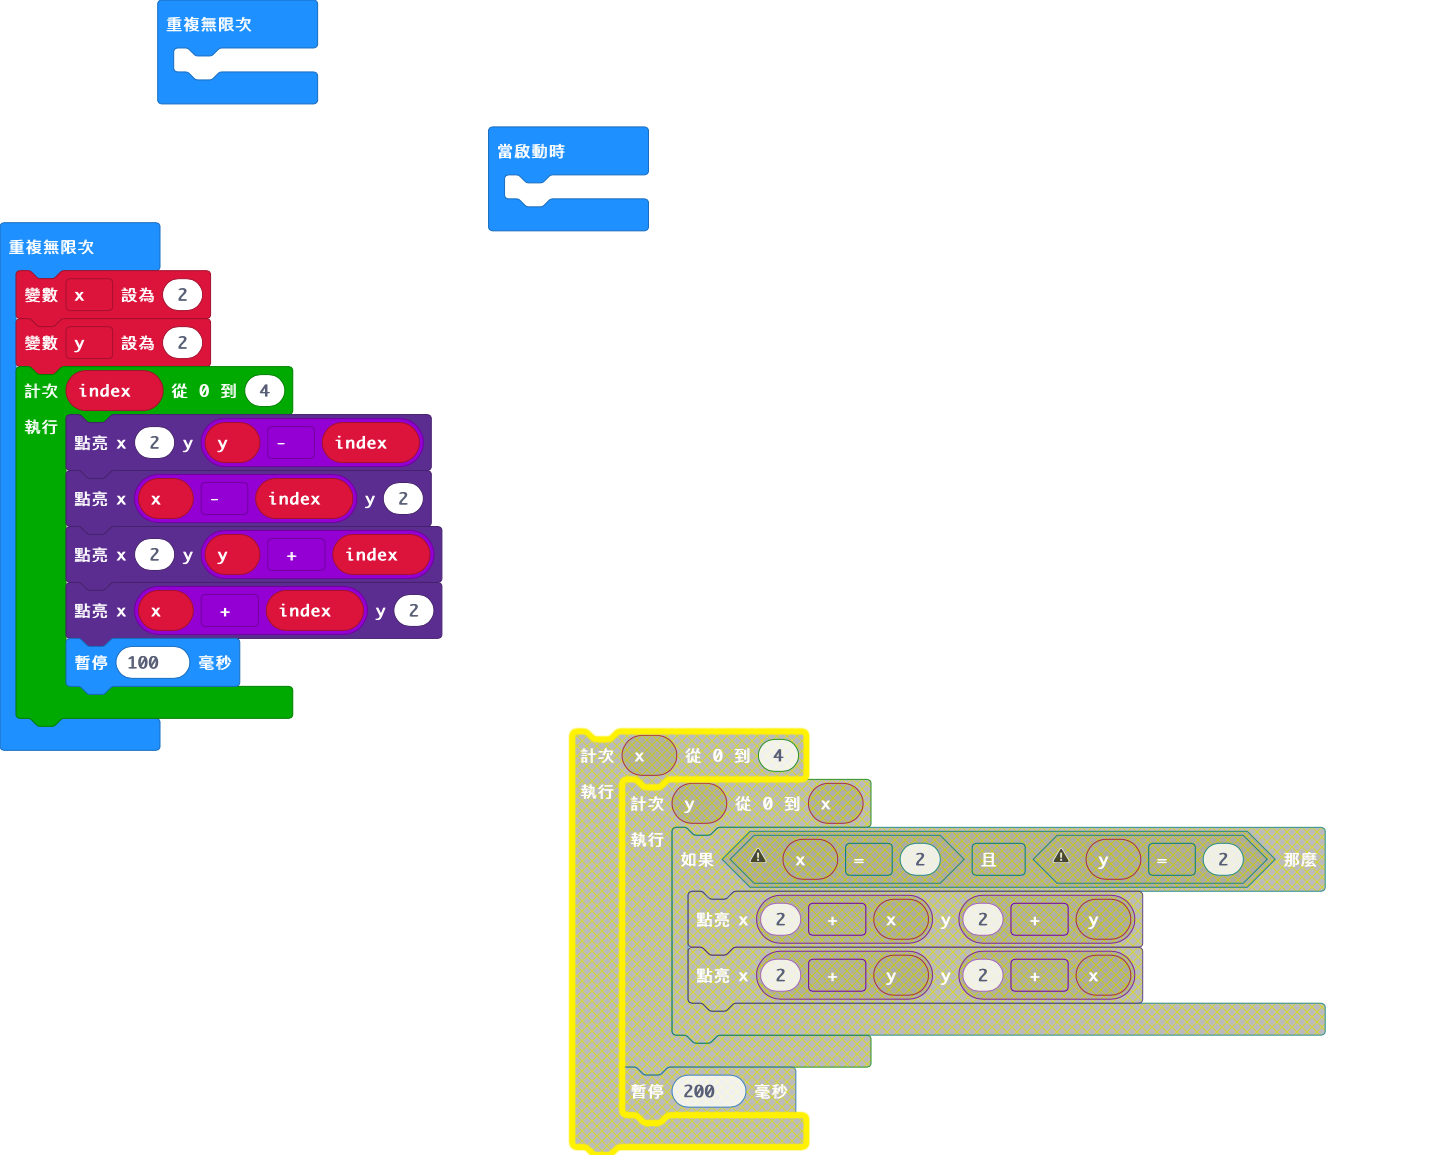 重複無限次
當啟動時
重複無限次
變數 x 設為 2
變數 y 設為 2
計次 index 從 0 到 4
執行
點亮 x 2 y y - index
點亮 x x - index y 2
點亮 x 2 y y + index
點亮 x x + index y 2
暫停 100 毫秒
計次 x 從 0 到 4
執行
計次 y 從 0 到 x
執行
如果 x = 2 且 y = 2 那麼
點亮 x 2 + x y 2 + y
點亮 x 2 + y y 2 + x
暫停 200 毫秒